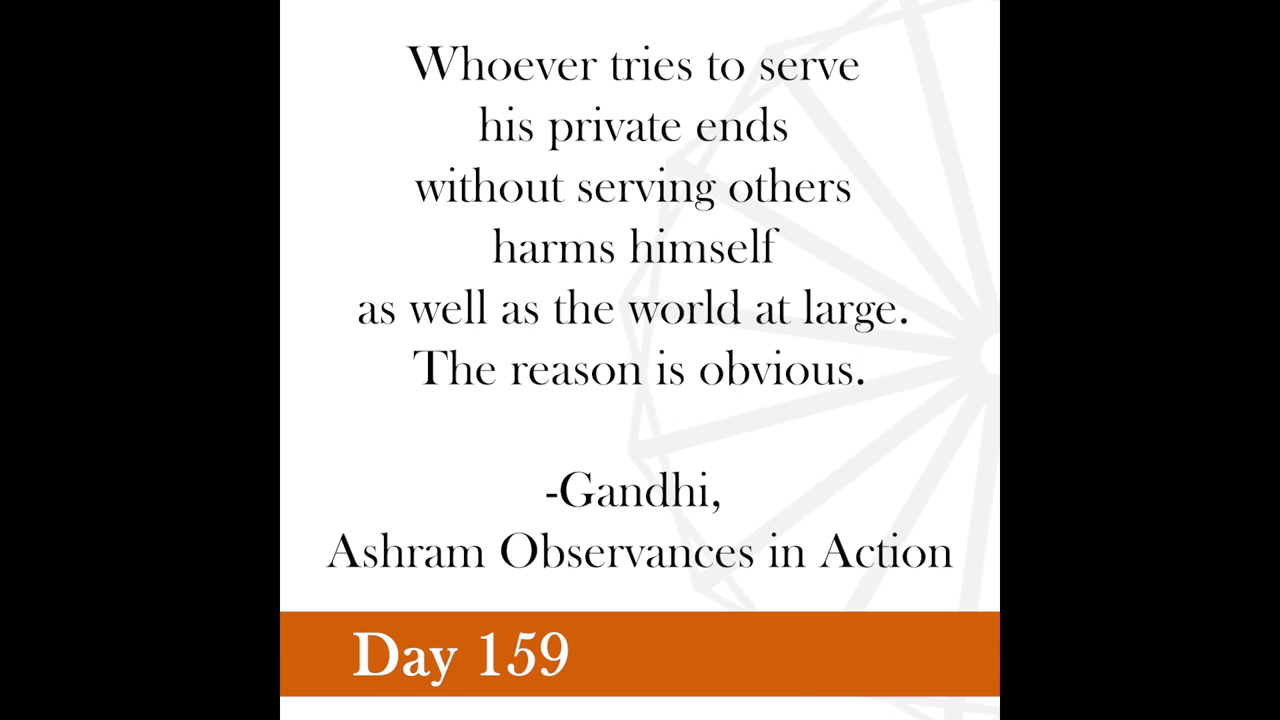 Whoever tries to serve
his private ends
without serving others
harms himself
as well as the world at large.
The reason is obvious.
-Gandhi,
Ashram Observances in Action
Day 159